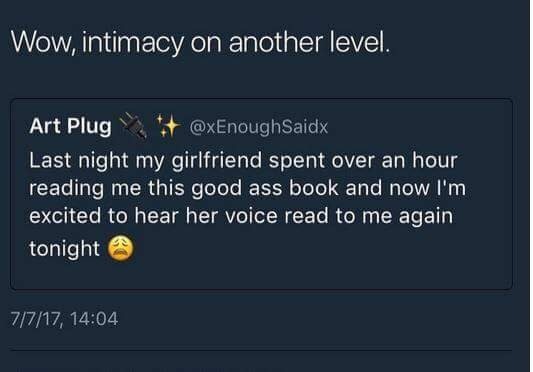 Wow, intimacy on another level.
Art Plug 🔌 ✨ @xEnoughSaidx
Last night my girlfriend spent over an hour
reading me this good ass book and now I'm
excited to hear her voice read to me again
tonight 😩
7/7/17, 14:04